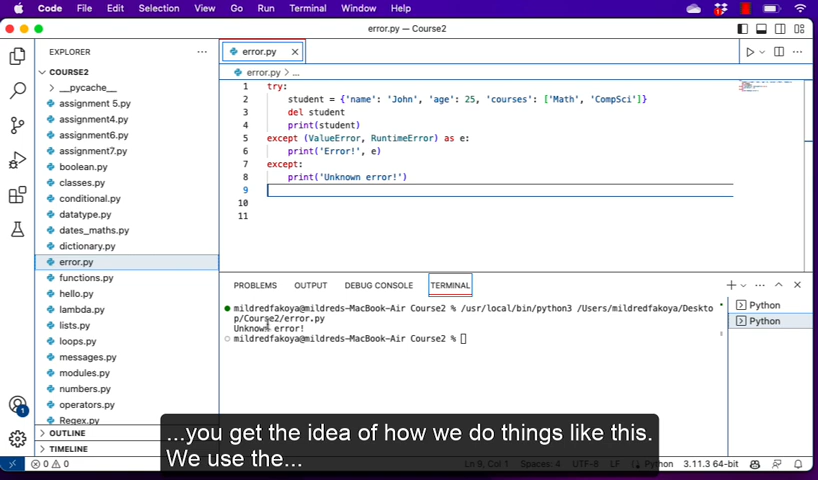 Code File Edit Selection View Go Run Terminal Window Help
error.py — Course2
EXPLORER
COURSE2
__pycache__
assignment 5.py
assignment4.py
assignment6.py
assignment7.py
boolean.py
classes.py
conditional.py
datatype.py
dates_maths.py
dictionary.py
error.py
functions.py
hello.py
lambda.py
lists.py
loops.py
messages.py
modules.py
numbers.py
operators.py
Regex.py
OUTLINE
TIMELINE
1
error.py
error.py > ...
1 try:
2 student = {'name': 'John', 'age': 25, 'courses': ['Math', 'CompSci']}
3 del student
4 print(student)
5 except (ValueError, RuntimeError) as e:
6 print('Error!', e)
7 except:
8 print('Unknown error!')
9
10
11
PROBLEMS OUTPUT DEBUG CONSOLE TERMINAL
mildredfakoya@mildreds-MacBook-Air Course2 % /usr/local/bin/python3 /Users/mildredfakoya/Deskto
p/Course2/error.py
Unknown error!
mildredfakoya@mildreds-MacBook-Air Course2 %
Python
Python
...you get the idea of how we do things like this.
We use the...
0 0 Ln 9, Col 1 Spaces: 4 UTF-8 LF Python 3.11.3 64-bit